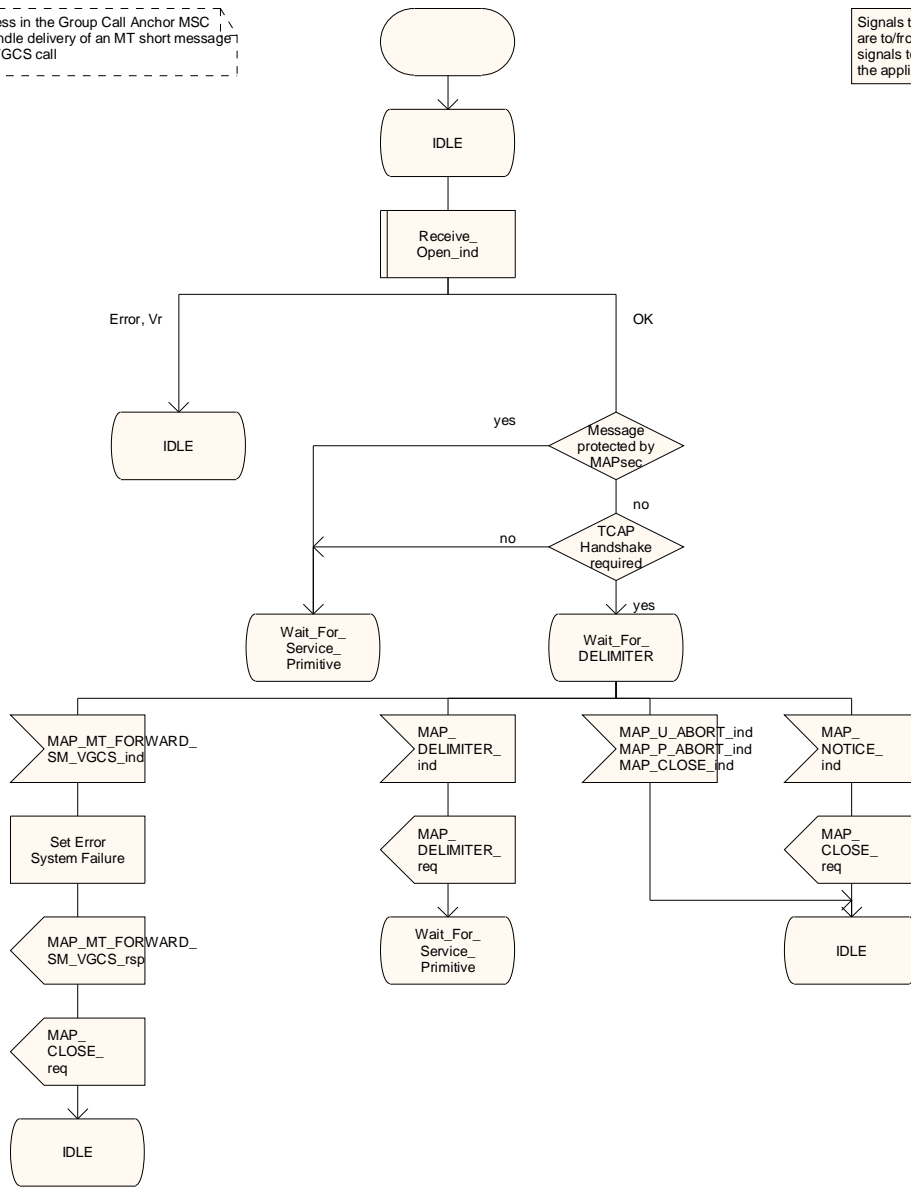 ess in the Group Call Anchor MSC
ndle delivery of an MT short message
VGCS call
Signals t
are to/fro
signals to
the appli
IDLE
Receive_
Open_ind
Error, Vr
OK
IDLE
yes
Message
protected by
MAPsec
no
no
TCAP
Handshake
required
yes
Wait_For_
Service_
Primitive
Wait_For_
DELIMITER
MAP_MT_FORWARD_
SM_VGCS_ind
MAP_
DELIMITER_
ind
MAP_U_ABORT_ind
MAP_P_ABORT_ind
MAP_CLOSE_ind
MAP_
NOTICE_
ind
Set Error
System Failure
MAP_
DELIMITER_
req
MAP_
CLOSE_
req
MAP_MT_FORWARD_
SM_VGCS_rsp
Wait_For_
Service_
Primitive
IDLE
MAP_
CLOSE_
req
IDLE